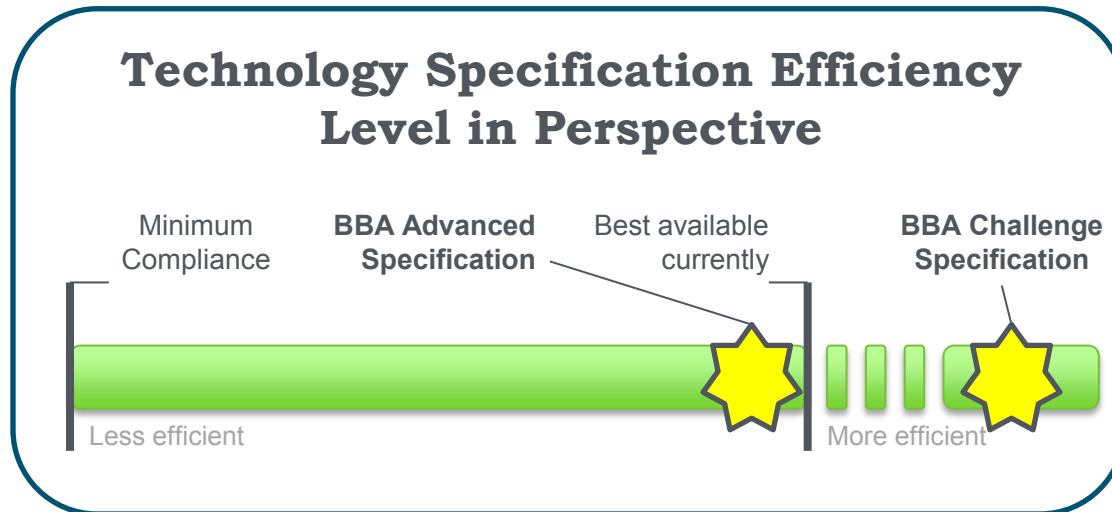 Technology Specification Efficiency
Level in Perspective
Minimum
Compliance
BBA Advanced
Specification
Best available
currently
BBA Challenge
Specification
Less efficient
More efficient